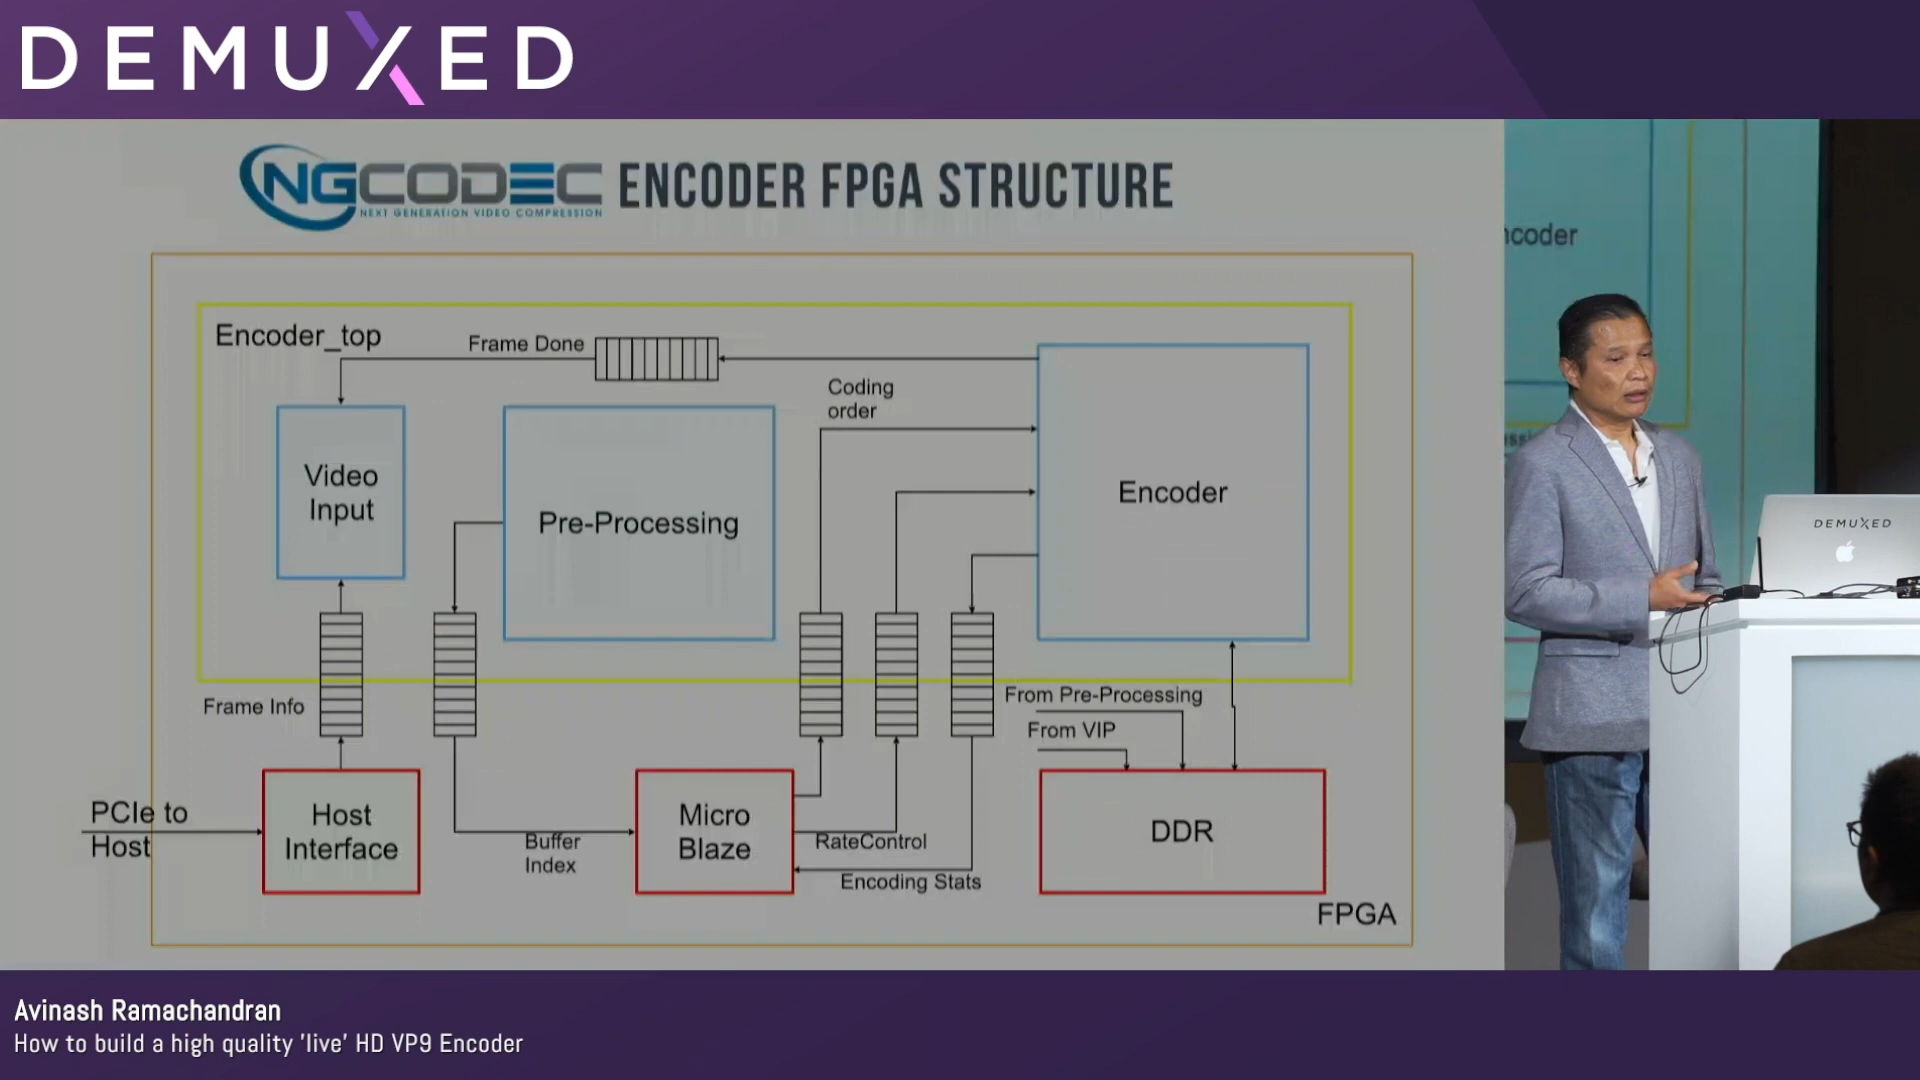 DEMUXED
NGCODEC ENCODER FPGA STRUCTURE
NEXT GENERATION VIDEO COMPRESSION
Encoder_top
Frame Done
Coding
order
Video
Input
Pre-Processing
Encoder
Frame Info
From Pre-Processing
From VIP
PCIe to
Host
Host
Interface
Buffer
Index
Micro
Blaze
RateControl
Encoding Stats
DDR
FPGA
ncoder
DEMUXED
Avinash Ramachandran
How to build a high quality 'live' HD VP9 Encoder